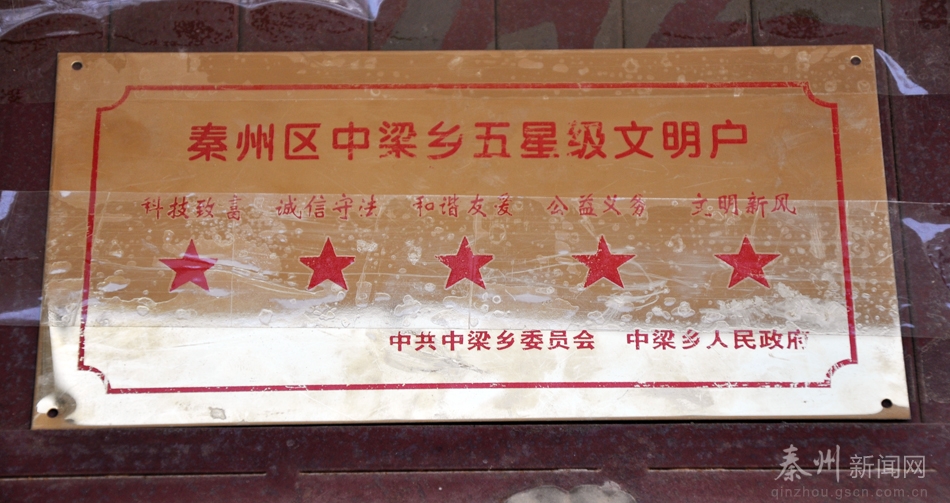 秦州区中梁乡五星级文明户
科技致富 诚信守法 和谐友爱 公益义务 文明新风
中共中梁乡委员会 中梁乡人民政府
秦州新闻网
qinzhou.gscn.com.cn